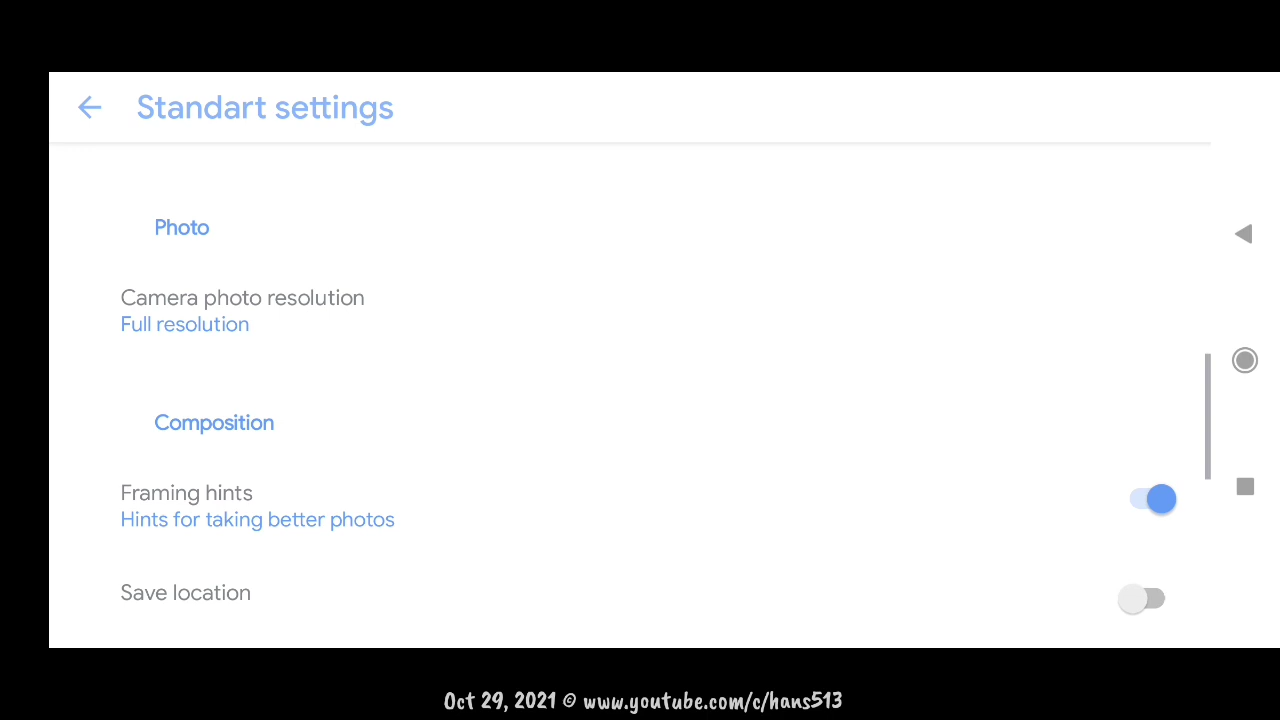 Standart settings
Photo
Camera photo resolution
Full resolution
Composition
Framing hints
Hints for taking better photos
Save location
Oct 29, 2021 © www.youtube.com/c/hans513